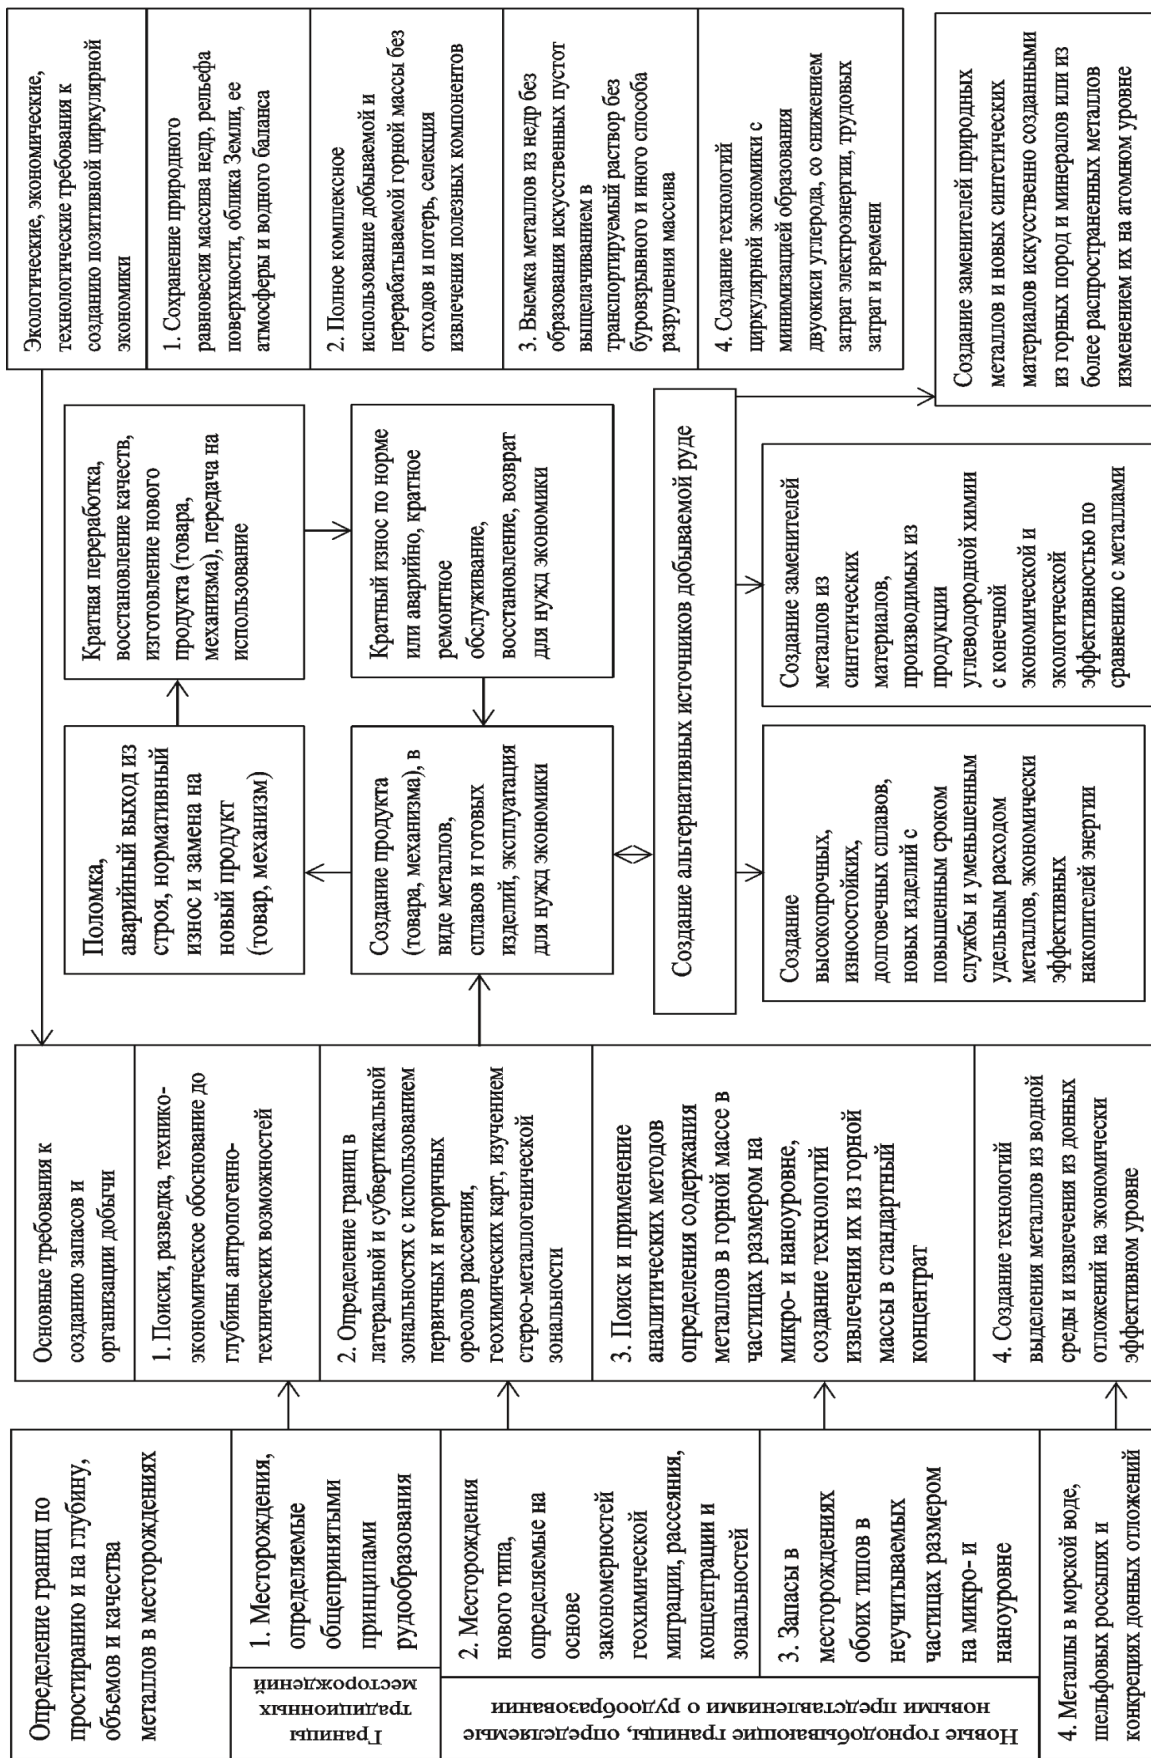 Определение границ по
простиранию и на глубину,
объемов и качества
металлов в месторождениях
Границы
традиционных
месторождений
1. Месторождения,
определяемые
общепринятыми
принципами
рудообразования
Новые горнодобывающие границы, определяемые
новыми представлениями о рудообразовании
2. Месторождения
нового типа,
определяемые на
основе
закономерностей
геохимической
миграции, рассеяния,
концентрации и
зональностей
3. Запасы в
месторождениях
обоих типов в
неучитываемых
частицах размером
на микро- и
наноуровне
4. Металлы в морской воде,
шельфовых россыпях и
конкрециях донных отложений
Основные требования к
созданию запасов и
организации добычи
1. Поиски, разведка, технико-
экономическое обоснование до
глубины антропогенно-
технических возможностей
2. Определение границ в
латеральной и субвертикальной
зональностях с использованием
первичных и вторичных
ореолов рассеяния,
геохимических карт, изучением
стерео-металлогенической
зональности
3. Поиск и применение
аналитических методов
определения содержания
металлов в горной массе в
частицах размером на
микро- и наноуровне,
создание технологий
извлечения их из горной
массы в стандартный
концентрат
4. Создание технологий
выделения металлов из водной
среды и извлечения из донных
отложений на экономически
эффективном уровне
Поломка,
аварийный выход из
строя, нормативный
износ и замена на
новый продукт
(товар, механизм)
Создание продукта
(товара, механизма), в
виде металлов,
сплавов и готовых
изделий, эксплуатация
для нужд экономики
Кратная переработка,
восстановление качеств,
изготовление нового
продукта (товара,
механизма), передача на
использование
Кратный износ по норме
или аварийно, кратное
ремонтное
обслуживание,
восстановление, возврат
для нужд экономики
Создание альтернативных источников добываемой руде
Создание
высокопрочных,
износостойких,
долговечных сплавов,
новых изделий с
повышенным сроком
службы и уменьшенным
удельным расходом
металлов, экономически
эффективных
накопителей энергии
Создание заменителей
металлов из
синтетических
материалов,
производимых из
продукции
углеводородной химии
с конечной
экономической и
экологической
эффективностью по
сравнению с металлами
Создание заменителей природных
металлов и новых синтетических
материалов искусственно созданными
из горных пород и минералов или из
более распространенных металлов
изменением их на атомном уровне
Экологические, экономические,
технологические требования к
созданию позитивной циркулярной
экономики
1. Сохранение природного
равновесия массива недр, рельефа
поверхности, облика Земли, ее
атмосферы и водного баланса
2. Полное комплексное
использование добываемой и
перерабатываемой горной массы без
отходов и потерь, селекция
извлечения полезных компонентов
3. Выемка металлов из недр без
образования искусственных пустот
выщелачиванием в
транспортируемый раствор без
буровзрывного и иного способа
разрушения массива
4. Создание технологий
циркулярной экономики с
минимизацией образования
двуокиси углерода, со снижением
затрат электроэнергии, трудовых
затрат и времени